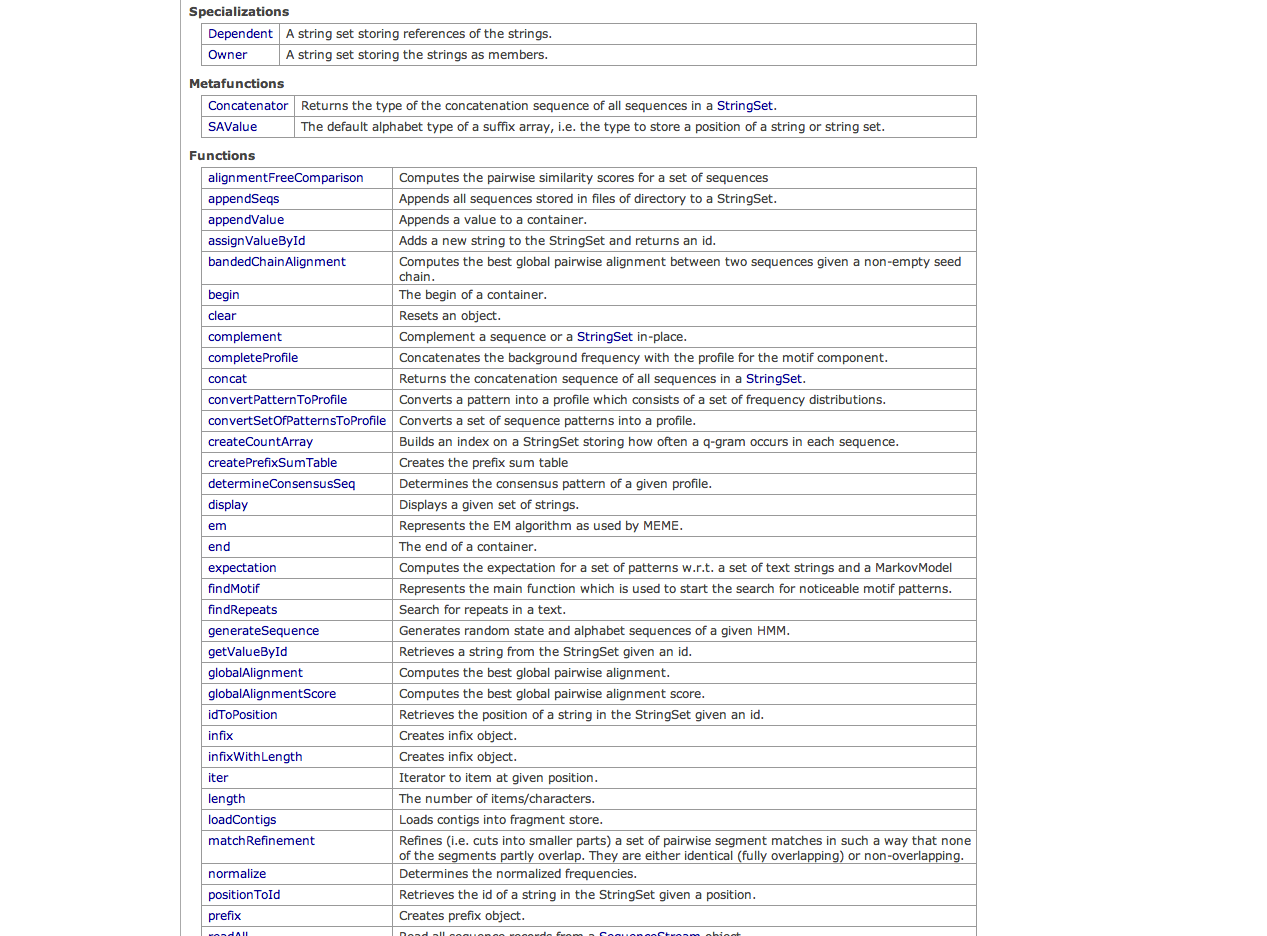 Specializations
Dependent A string set storing references of the strings.
Owner A string set storing the strings as members.
Metafunctions
Concatenator Returns the type of the concatenation sequence of all sequences in a StringSet.
SAValue The default alphabet type of a suffix array, i.e. the type to store a position of a string or string set.
Functions
alignmentFreeComparison Computes the pairwise similarity scores for a set of sequences
appendSeqs Appends all sequences stored in files of directory to a StringSet.
appendValue Appends a value to a container.
assignValueById Adds a new string to the StringSet and returns an id.
bandedChainAlignment Computes the best global pairwise alignment between two sequences given a non-empty seed
chain.
begin The begin of a container.
clear Resets an object.
complement Complement a sequence or a StringSet in-place.
completeProfile Concatenates the background frequency with the profile for the motif component.
concat Returns the concatenation sequence of all sequences in a StringSet.
convertPatternToProfile Converts a pattern into a profile which consists of a set of frequency distributions.
convertSetOfPatternsToProfile Converts a set of sequence patterns into a profile.
createCountArray Builds an index on a StringSet storing how often a q-gram occurs in each sequence.
createPrefixSumTable Creates the prefix sum table
determineConsensusSeq Determines the consensus pattern of a given profile.
display Displays a given set of strings.
em Represents the EM algorithm as used by MEME.
end The end of a container.
expectation Computes the expectation for a set of patterns w.r.t. a set of text strings and a MarkovModel
findMotif Represents the main function which is used to start the search for noticeable motif patterns.
findRepeats Search for repeats in a text.
generateSequence Generates random state and alphabet sequences of a given HMM.
getValueById Retrieves a string from the StringSet given an id.
globalAlignment Computes the best global pairwise alignment.
globalAlignmentScore Computes the best global pairwise alignment score.
idToPosition Retrieves the position of a string in the StringSet given an id.
infix Creates infix object.
infixWithLength Creates infix object.
iter Iterator to item at given position.
length The number of items/characters.
loadContigs Loads contigs into fragment store.
matchRefinement Refines (i.e. cuts into smaller parts) a set of pairwise segment matches in such a way that none
of the segments partly overlap. They are either identical (fully overlapping) or non-overlapping.
normalize Determines the normalized frequencies.
positionToId Retrieves the id of a string in the StringSet given a position.
prefix Creates prefix object.
readAll Read all sequence records from a SequenceStream object.